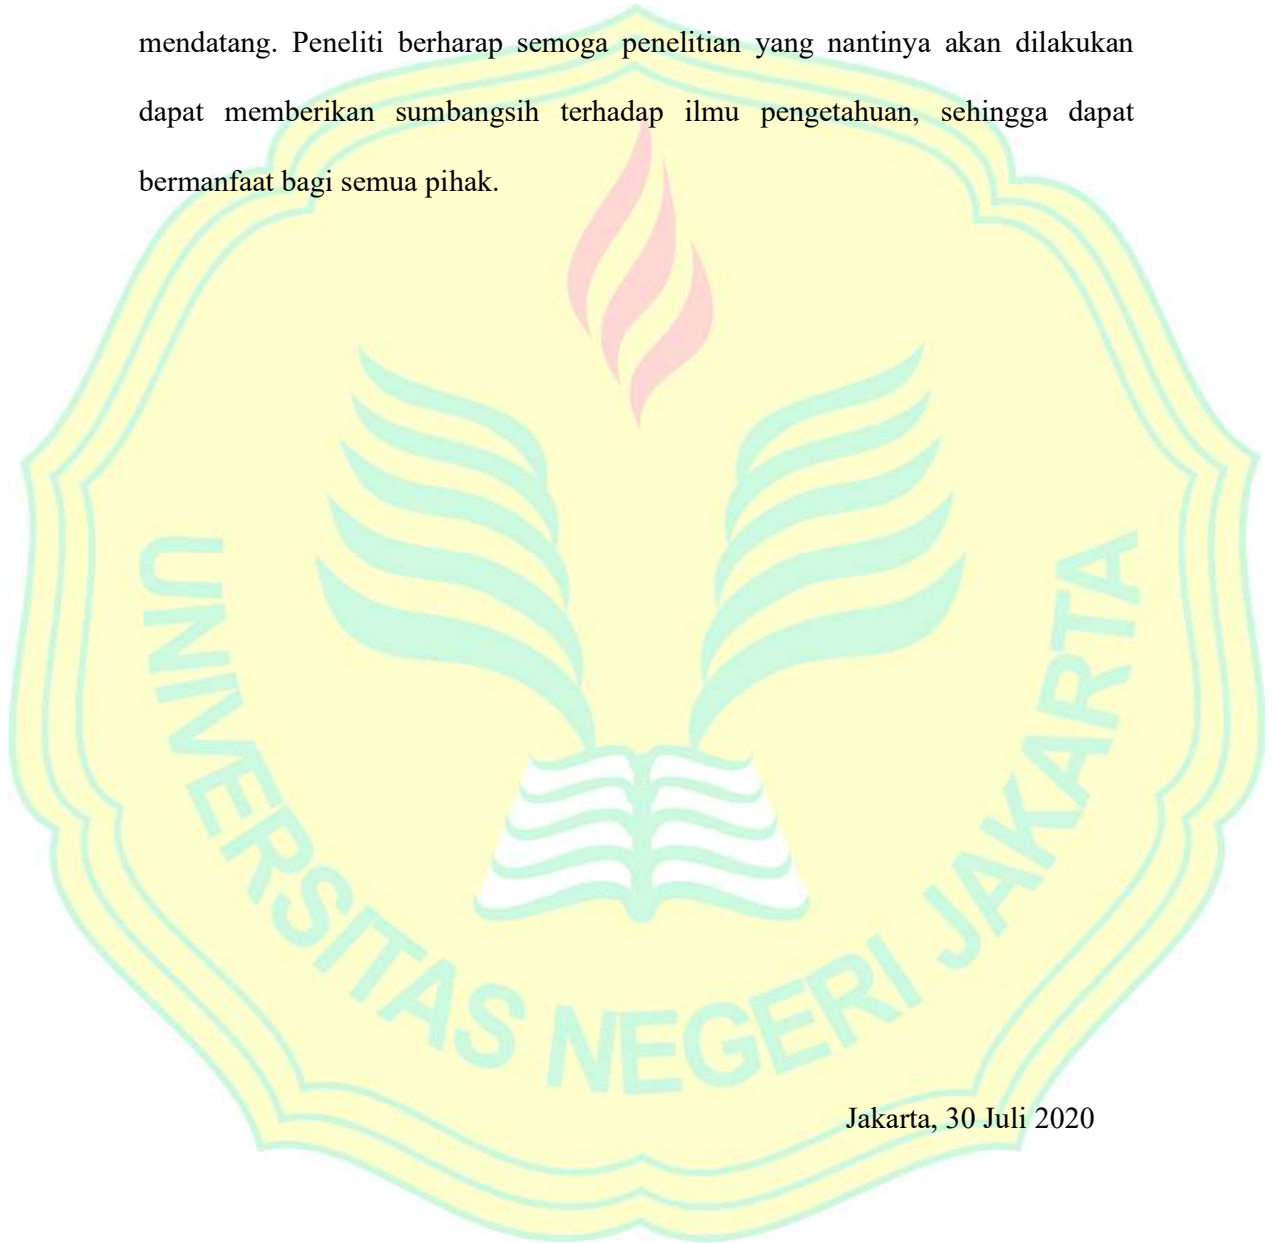 mendatang. Peneliti berharap semoga penelitian yang nantinya akan dilakukan
dapat memberikan sumbangsih terhadap ilmu pengetahuan, sehingga dapat
bermanfaat bagi semua pihak.
UNIVERSITAS NEGERI JAKARTA
Jakarta, 30 Juli 2020